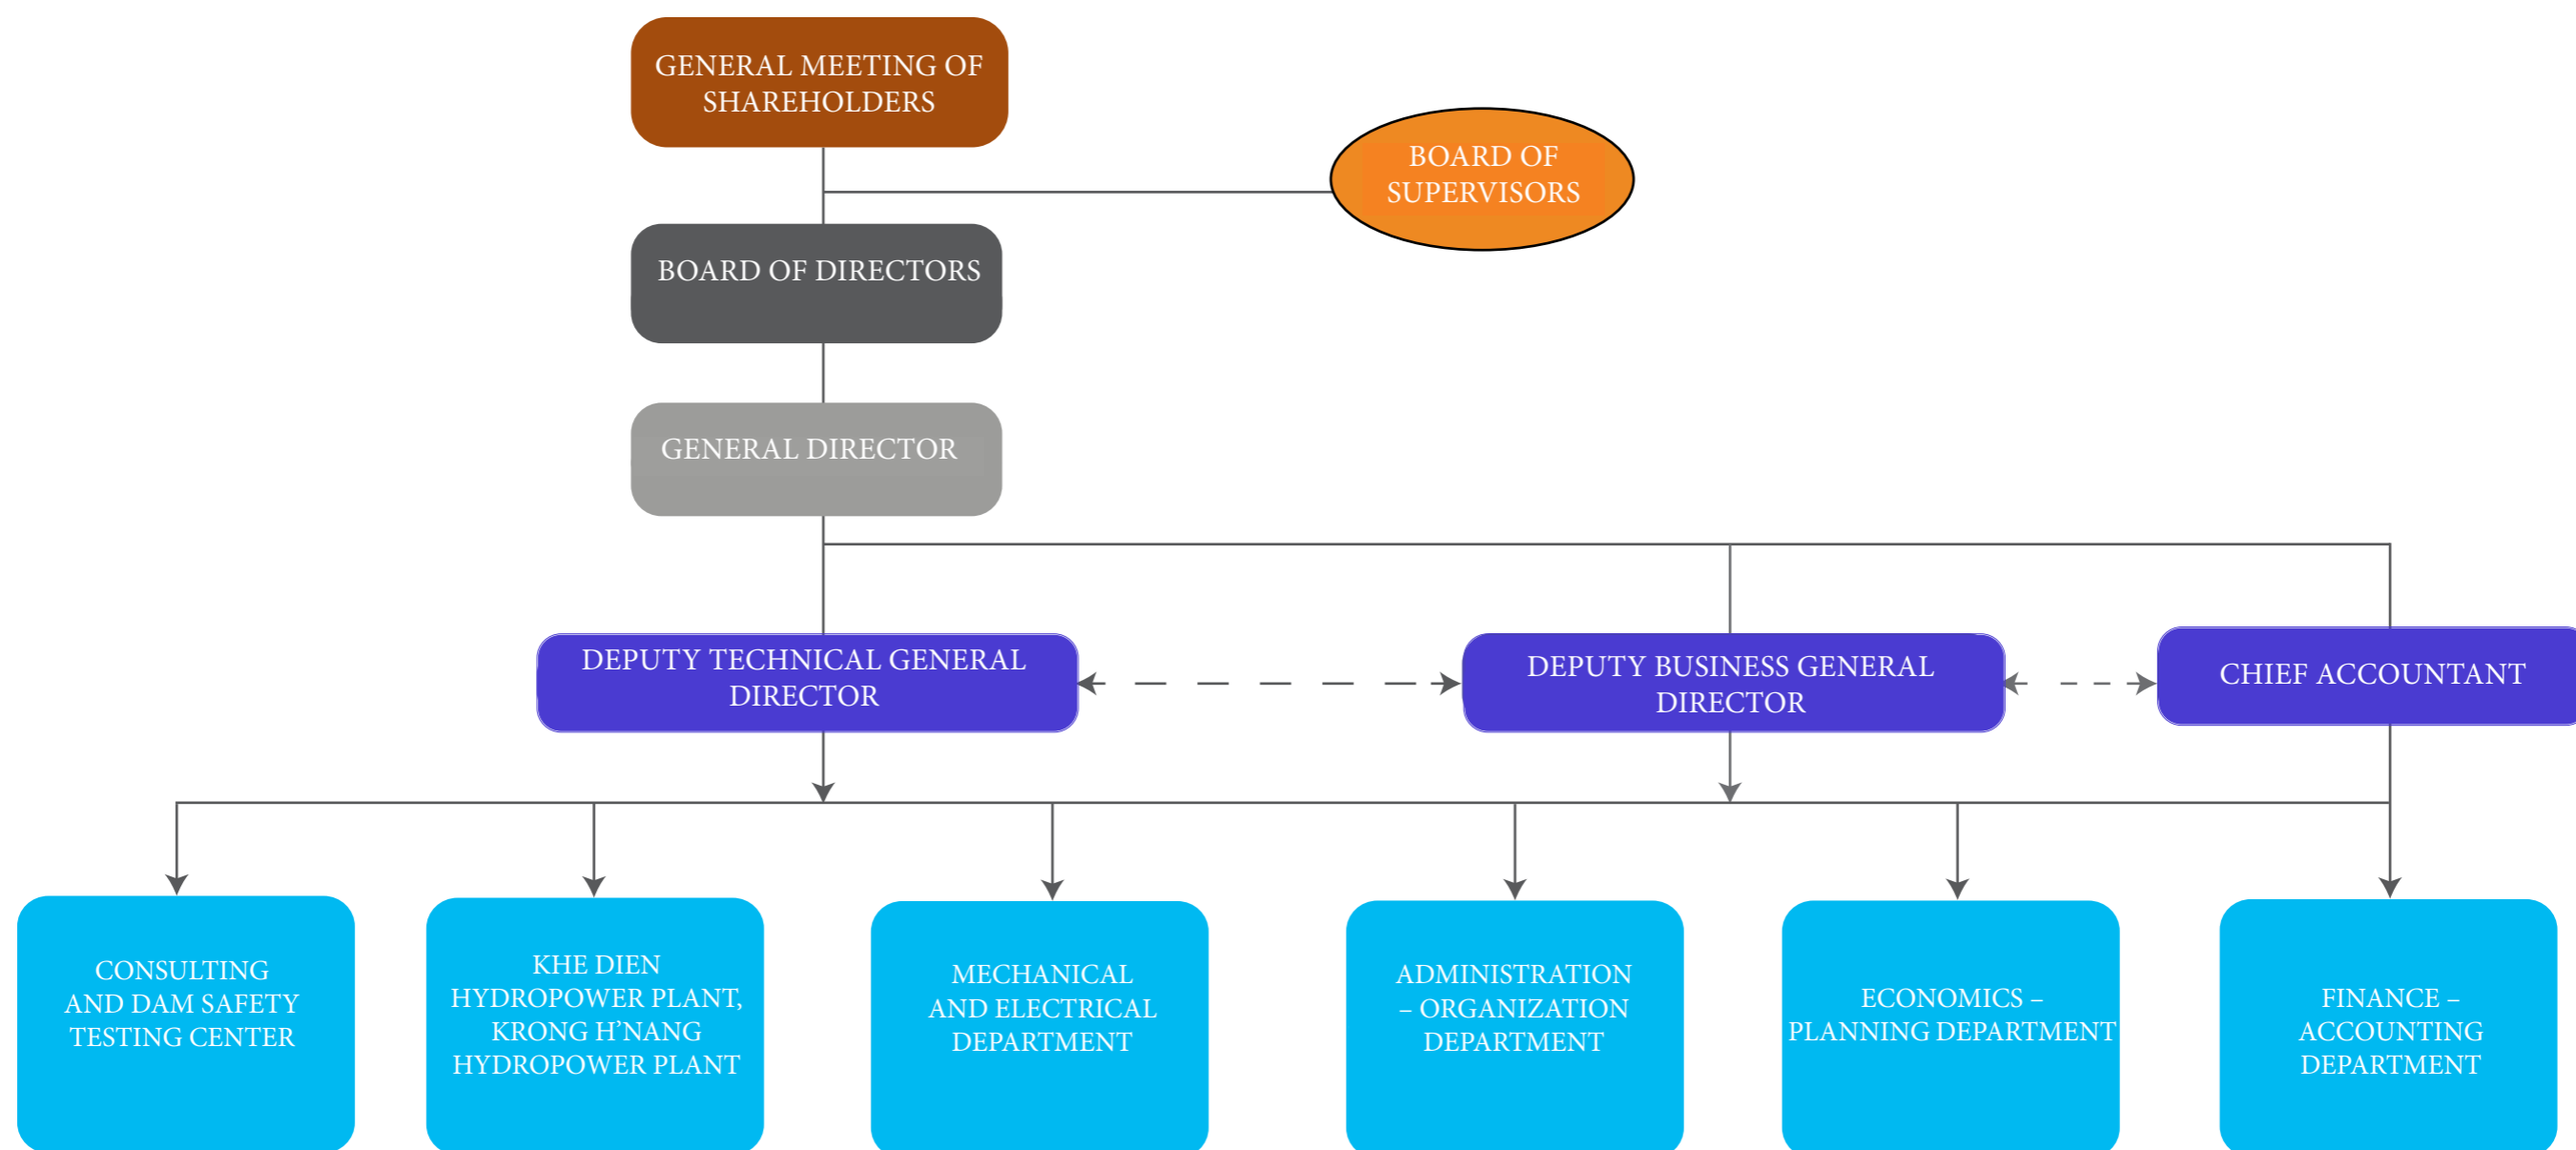 GENERAL MEETING OF
SHAREHOLDERS
BOARD OF
SUPERVISORS
BOARD OF DIRECTORS
GENERAL DIRECTOR
DEPUTY TECHNICAL GENERAL
DIRECTOR
DEPUTY BUSINESS GENERAL
DIRECTOR
CHIEF ACCOUNTANT
CONSULTING
AND DAM SAFETY
TESTING CENTER
KHE DIEN
HYDROPOWER PLANT,
KRONG H’NANG
HYDROPOWER PLANT
MECHANICAL
AND ELECTRICAL
DEPARTMENT
ADMINISTRATION
– ORGANIZATION
DEPARTMENT
ECONOMICS –
PLANNING DEPARTMENT
FINANCE –
ACCOUNTING
DEPARTMENT